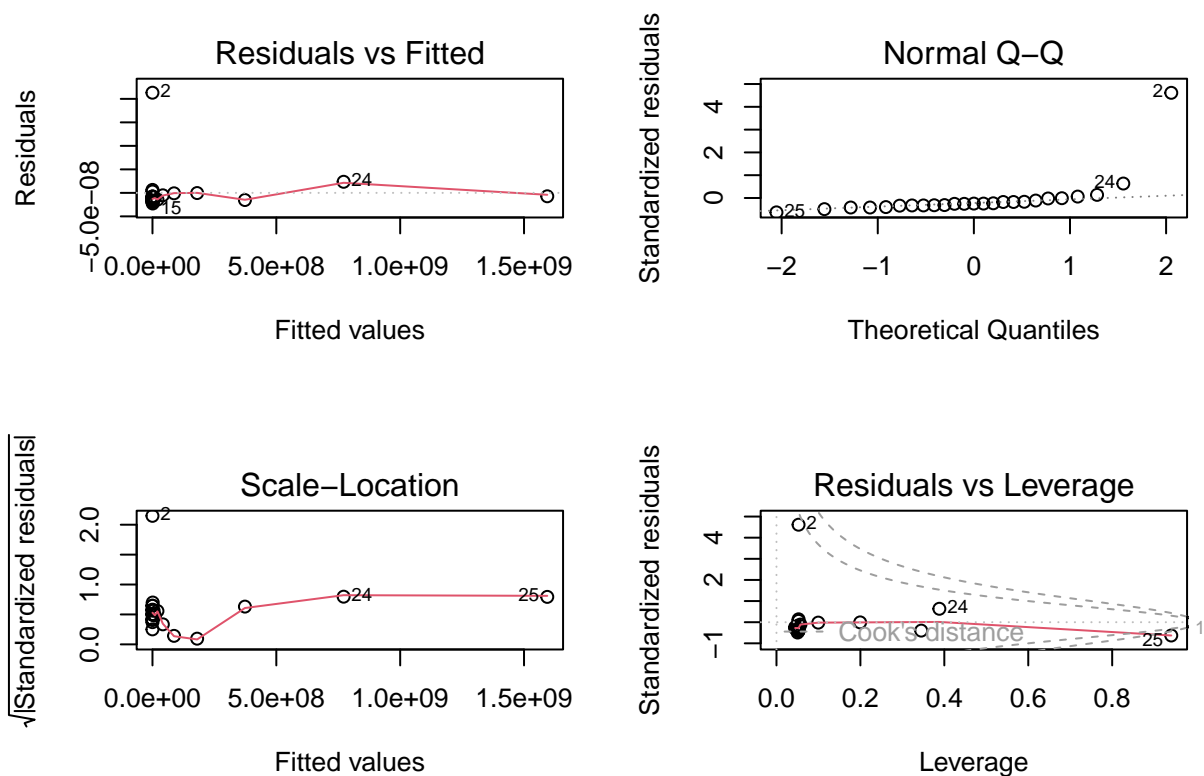 Residuals vs Fitted
Residuals
−5.0e−08
2
24
15
0.0e+00 5.0e+08 1.0e+09 1.5e+09
Fitted values
Normal Q−Q
Standardized residuals
0 2 4
2
24
25
−2 −1 0 1 2
Theoretical Quantiles
Scale−Location
√|Standardized residuals|
0.0 1.0 2.0
2
24
25
0.0e+00 5.0e+08 1.0e+09 1.5e+09
Fitted values
Residuals vs Leverage
Standardized residuals
−1 2 4
2
24
25
Cook's distance
1
0.0 0.2 0.4 0.6 0.8
Leverage